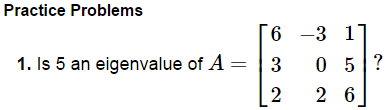 Practice Problems
1. Is 5 an eigenvalue of A = [6 -3 1
3 0 5
2 2 6] ?